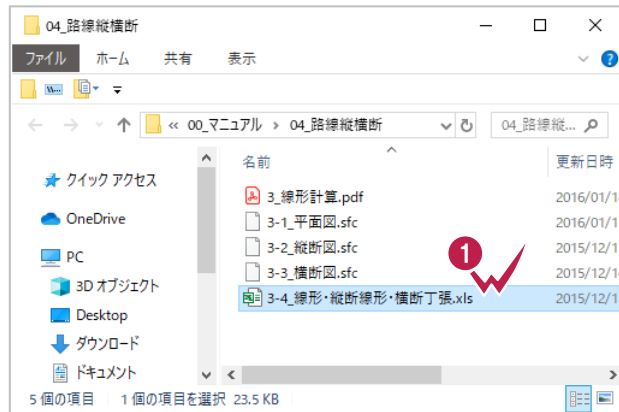 04_路線縦横断
ファイル ホーム 共有 表示
« 00_マニュアル › 04_路線縦横断
04_路線縦...
名前 更新日時
クイック アクセス
OneDrive
PC
3D オブジェクト
Desktop
ダウンロード
ドキュメント
3_線形計算.pdf 2016/01/1
3-1_平面図.sfc 2016/01/1
3-2_縦断図.sfc 2015/12/1
3-3_横断図.sfc 2015/12/1
3-4_線形・縦断線形・横断丁張.xls 2015/12/1
1
5 個の項目 1 個の項目を選択 23.5 KB